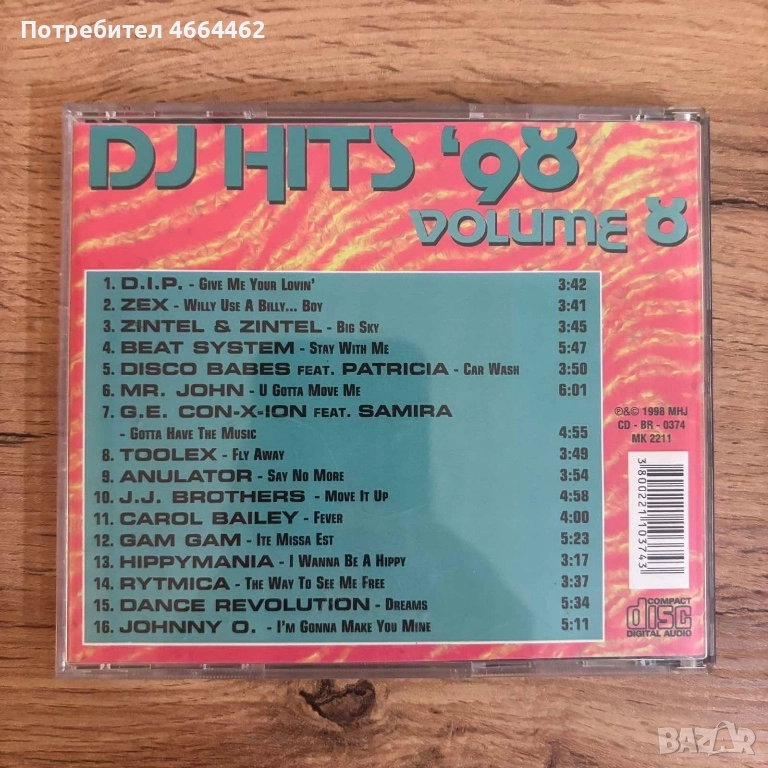 Потребител 4664462
DJ HITS '98
VOLUME 8
1. D.I.P. - GIVE ME YOUR LOVIN' 3:42
2. ZEX - WILLY USE A BILLY... BOY 3:41
3. ZINTEL & ZINTEL - BIG SKY 3:45
4. BEAT SYSTEM - STAY WITH ME 5:47
5. DISCO BABES FEAT. PATRICIA - CAR WASH 3:50
6. MR. JOHN - U GOTTA MOVE ME 6:01
7. G.E. CON-X-ION FEAT. SAMIRA
- GOTTA HAVE THE MUSIC 4:55
8. TOOLEX - FLY AWAY 3:49
9. ANULATOR - SAY NO MORE 3:54
10. J.J. BROTHERS - MOVE IT UP 4:58
11. CAROL BAILEY - FEVER 4:00
12. GAM GAM - ITE MISSA EST 5:23
13. HIPPYMANIA - I WANNA BE A HIPPY 3:17
14. RYTMICA - THE WAY TO SEE ME FREE 3:37
15. DANCE REVOLUTION - DREAMS 5:34
16. JOHNNY O. - I'M GONNA MAKE YOU MINE 5:11
℗&© 1998 MHJ
CD - BR - 0374
MK 2211
3800221103743
COMPACT
disc
DIGITAL AUDIO
BAZAR